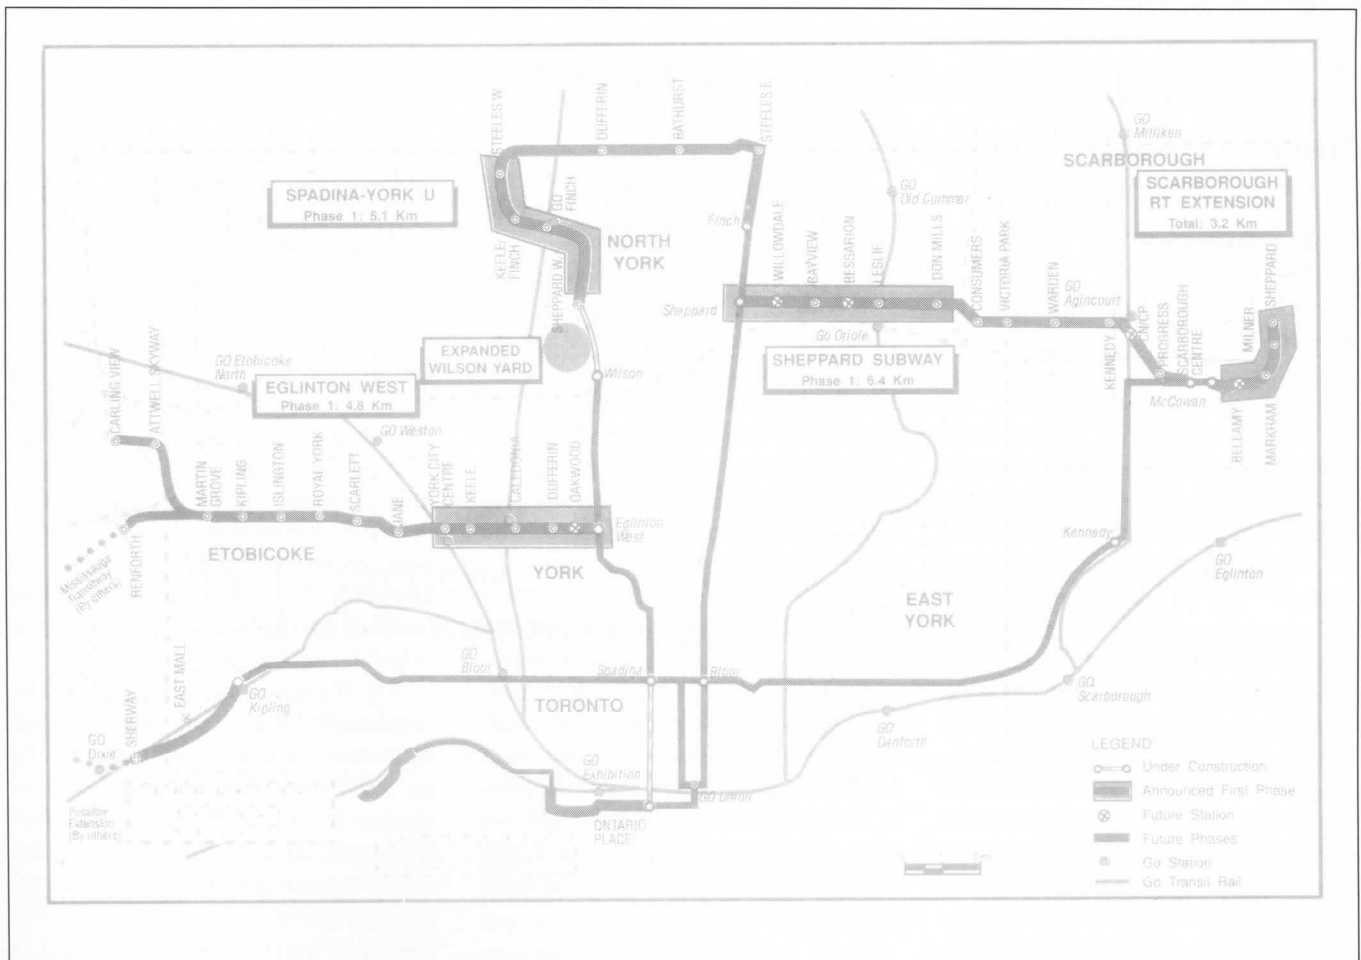 STEELES W.
DUFFERIN
BATHURST
STEELES E.
GO
Milliken
SCARBOROUGH
SPADINA-YORK U
Phase 1: 5.1 Km
KEELE/
FINCH
GO
FINCH
SHEPPARD W.
NORTH
YORK
Finch
Sheppard
WILLOWDALE
BAYVIEW
BESSARION
LESLIE
DON MILLS
GO
Old Cummer
CONSUMERS
VICTORIA PARK
WARDEN
GO
Agincourt
SCARBOROUGH
RT EXTENSION
Total: 3.2 Km
SHEPPARD
MILNER
KENNEDY
CN/CP
PROGRESS
SCARBOROUGH
CENTRE
McCowan
BELLAMY
MARKHAM
Go Oriole
SHEPPARD SUBWAY
Phase 1: 5.4 Km
EXPANDED
WILSON YARD
Wilson
GO Etobicoke
North
EGLINTON WEST
Phase 1: 4.8 Km
GO Weston
CARLING VIEW
ATTWELL SKYWAY
MARTIN
GROVE
KIPLING
ISLINGTON
ROYAL YORK
SCARLETT
JANE
YORK CITY
CENTRE
KEELE
CALEDONIA
DUFFERIN
OAKWOOD
Eglinton
West
Mississauga
Transitway
(By others)
RENFORTH
ETOBICOKE
YORK
EAST
YORK
Kennedy
GO
Eglinton
GO
Bloor
Spadina
Bloor
GO
Scarborough
TORONTO
GO
Kipling
EAST MALL
SHERWAY
GO
Dixie
GO
Danforth
GO
Exhibition
GO Union
ONTARIO
PLACE
Possible
Extension
(By others)
LEGEND:
Under Construction
Announced First Phase
Future Station
Future Phases
Go Station
Go Transit Rail